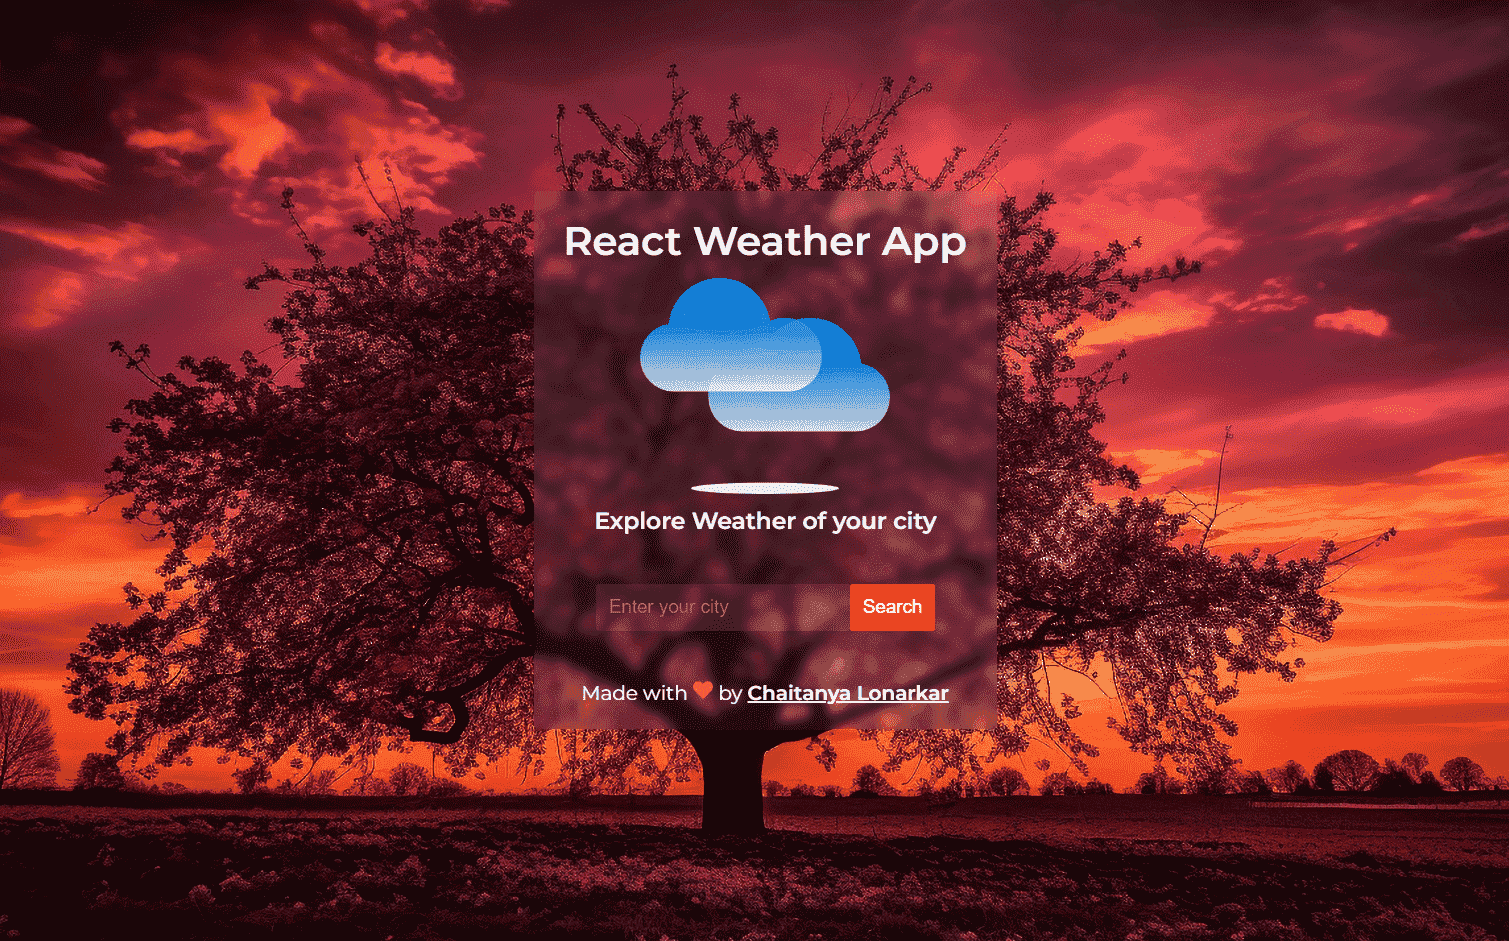 React Weather App
Explore Weather of your city
Enter your city Search
Made with ❤ by Chaitanya Lonarkar